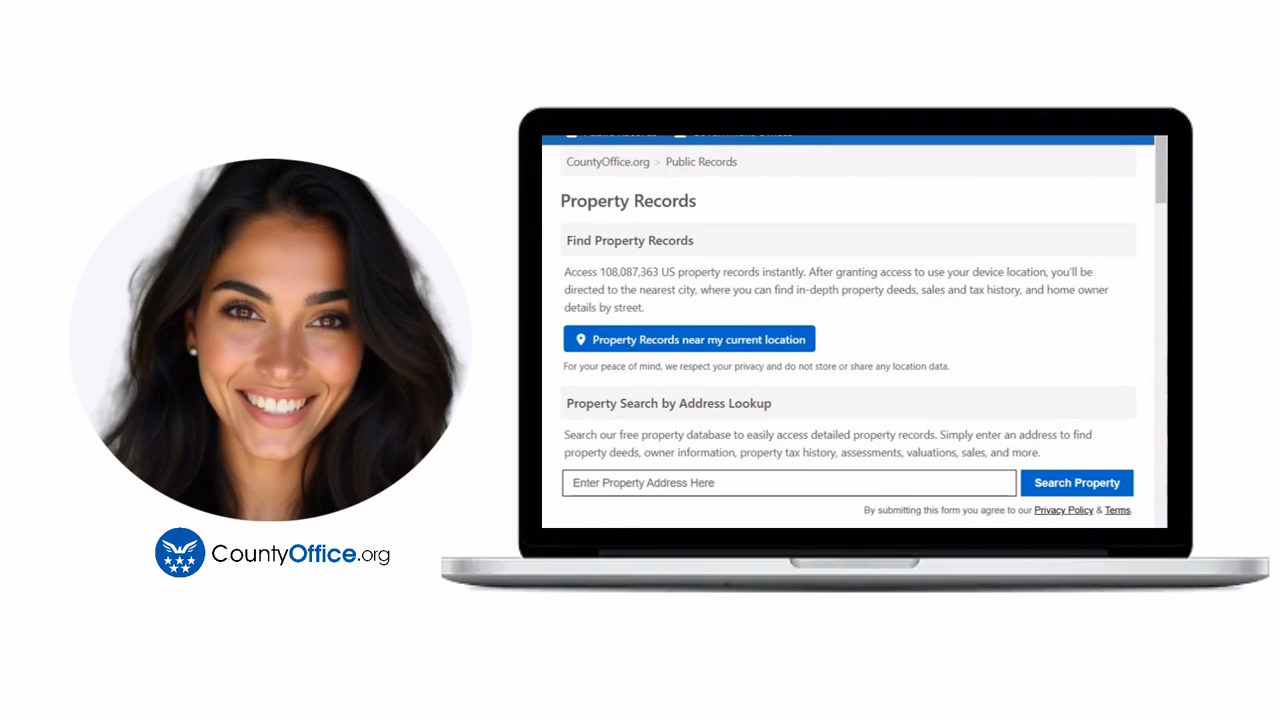 CountyOffice.org
CountyOffice.org > Public Records
Property Records
Find Property Records
Access 108,087,363 US property records instantly. After granting access to use your device location, you'll be
directed to the nearest city, where you can find in-depth property deeds, sales and tax history, and home owner
details by street.
Property Records near my current location
For your peace of mind, we respect your privacy and do not store or share any location data.
Property Search by Address Lookup
Search our free property database to easily access detailed property records. Simply enter an address to find
property deeds, owner information, property tax history, assessments, valuations, sales, and more.
Enter Property Address Here
Search Property
By submitting this form you agree to our Privacy Policy & Terms.